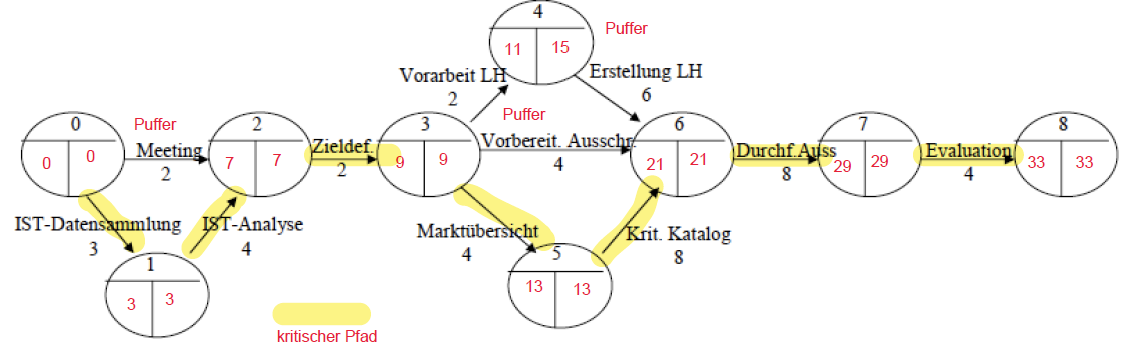 4
Puffer
11 15
Vorarbeit LH
2
Erstellung LH
6
0
0 0
Puffer
Meeting
2
2
7 7
Zieldef.
2
3
9 9
Puffer
Vorbereit. Ausschr.
4
6
21 21
Durchf.Auss
8
7
29 29
Evaluation
4
8
33 33
IST-Datensammlung
3
IST-Analyse
4
Marktübersicht
4
Krit. Katalog
8
1
3 3
5
13 13
kritischer Pfad